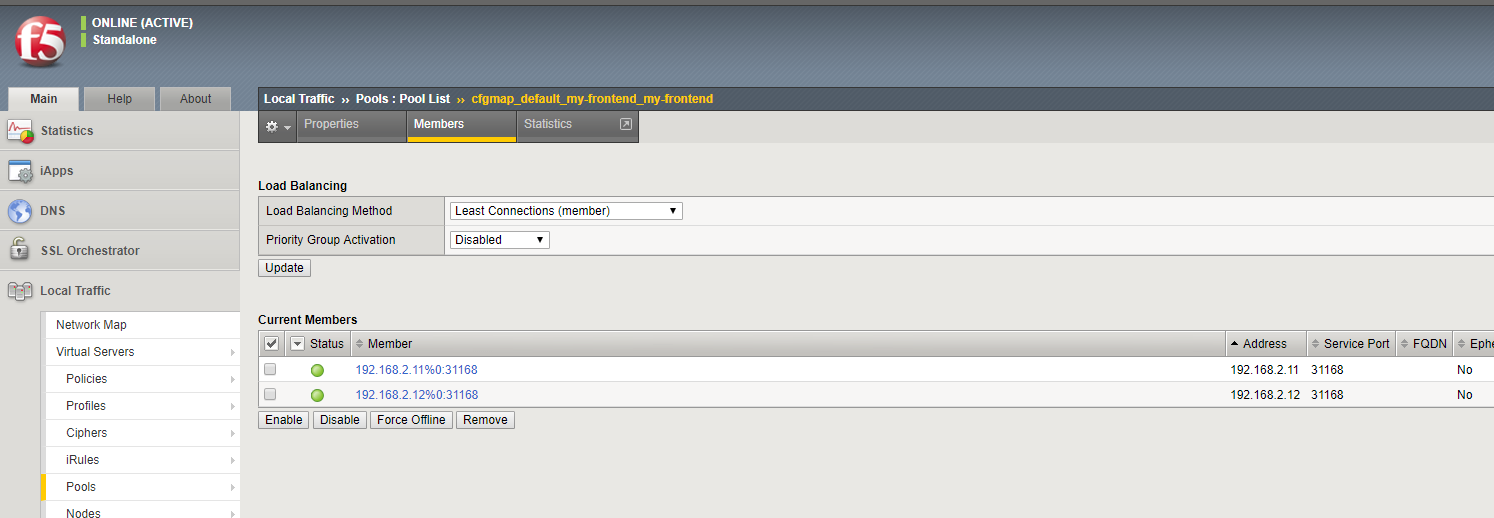 f5
ONLINE (ACTIVE)
Standalone
Main Help About
Local Traffic ›› Pools : Pool List ›› cfgmap_default_my-frontend_my-frontend
Properties Members Statistics
Statistics
iApps
DNS
SSL Orchestrator
Local Traffic
Network Map
Virtual Servers
Policies
Profiles
Ciphers
iRules
Pools
Nodes
Load Balancing
Load Balancing Method Least Connections (member)
Priority Group Activation Disabled
Update
Current Members
Status Member Address Service Port FQDN Ephe
192.168.2.11%0:31168 192.168.2.11 31168 No
192.168.2.12%0:31168 192.168.2.12 31168 No
Enable Disable Force Offline Remove